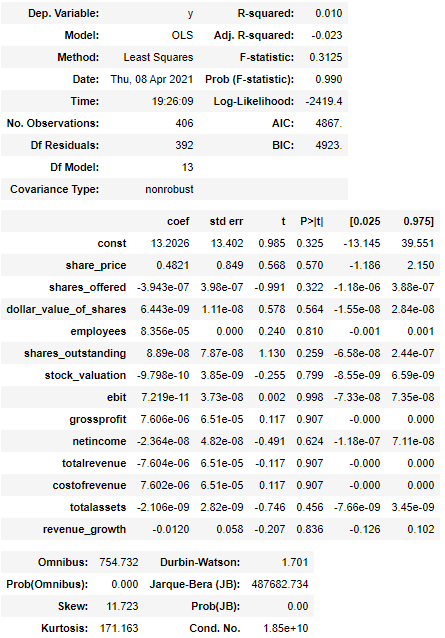 Dep. Variable: y R-squared: 0.010
Model: OLS Adj. R-squared: -0.023
Method: Least Squares F-statistic: 0.3125
Date: Thu, 08 Apr 2021 Prob (F-statistic): 0.990
Time: 19:26:09 Log-Likelihood: -2419.4
No. Observations: 406 AIC: 4867.
Df Residuals: 392 BIC: 4923.
Df Model: 13
Covariance Type: nonrobust
coef std err t P>|t| [0.025 0.975]
const 13.2026 13.402 0.985 0.325 -13.145 39.551
share_price 0.4821 0.849 0.568 0.570 -1.186 2.150
shares_offered -3.943e-07 3.98e-07 -0.991 0.322 -1.18e-06 3.88e-07
dollar_value_of_shares 6.443e-09 1.11e-08 0.578 0.564 -1.55e-08 2.84e-08
employees 8.356e-05 0.000 0.240 0.810 -0.001 0.001
shares_outstanding 8.89e-08 7.87e-08 1.130 0.259 -6.58e-08 2.44e-07
stock_valuation -9.798e-10 3.85e-09 -0.255 0.799 -8.55e-09 6.59e-09
ebit 7.219e-11 3.73e-08 0.002 0.998 -7.33e-08 7.35e-08
grossprofit 7.606e-06 6.51e-05 0.117 0.907 -0.000 0.000
netincome -2.364e-08 4.82e-08 -0.491 0.624 -1.18e-07 7.11e-08
totalrevenue -7.604e-06 6.51e-05 -0.117 0.907 -0.000 0.000
costofrevenue 7.602e-06 6.51e-05 0.117 0.907 -0.000 0.000
totalassets -2.106e-09 2.82e-09 -0.746 0.456 -7.66e-09 3.45e-09
revenue_growth -0.0120 0.058 -0.207 0.836 -0.126 0.102
Omnibus: 754.732 Durbin-Watson: 1.701
Prob(Omnibus): 0.000 Jarque-Bera (JB): 487682.734
Skew: 11.723 Prob(JB): 0.00
Kurtosis: 171.163 Cond. No. 1.85e+10